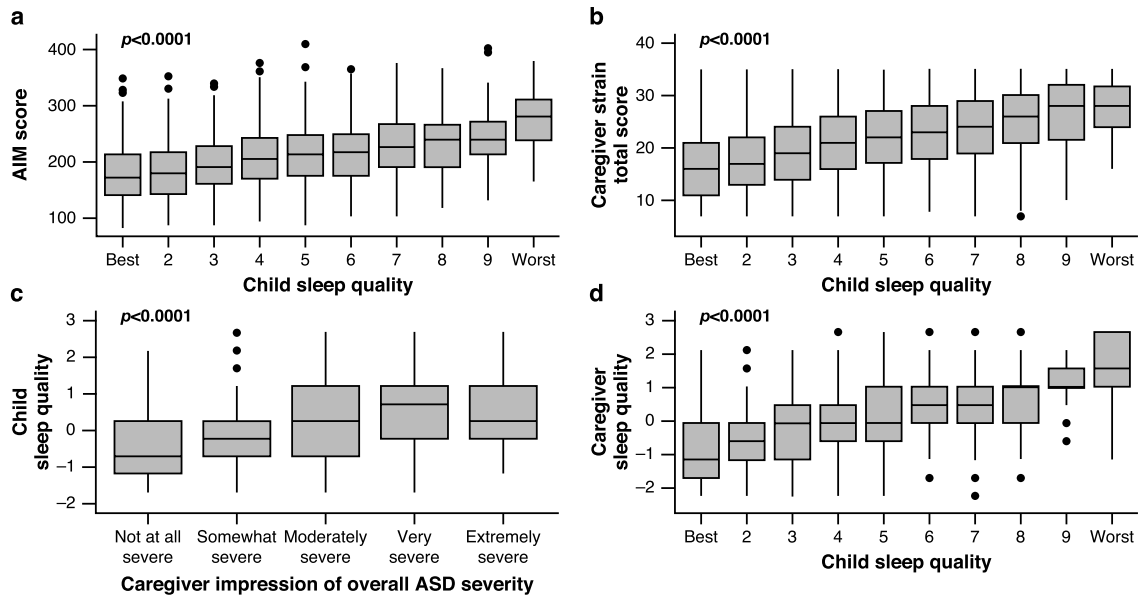 a
p<0.0001
AIM score
400
300
200
100
Best 2 3 4 5 6 7 8 9 Worst
Child sleep quality
b
p<0.0001
Caregiver strain
total score
40
30
20
10
Best 2 3 4 5 6 7 8 9 Worst
Child sleep quality
c
p<0.0001
Child
sleep quality
3
2
1
0
−1
−2
Not at all Somewhat Moderately Very Extremely
severe severe severe severe severe
Caregiver impression of overall ASD severity
d
p<0.0001
Caregiver
sleep quality
3
2
1
0
−1
−2
Best 2 3 4 5 6 7 8 9 Worst
Child sleep quality